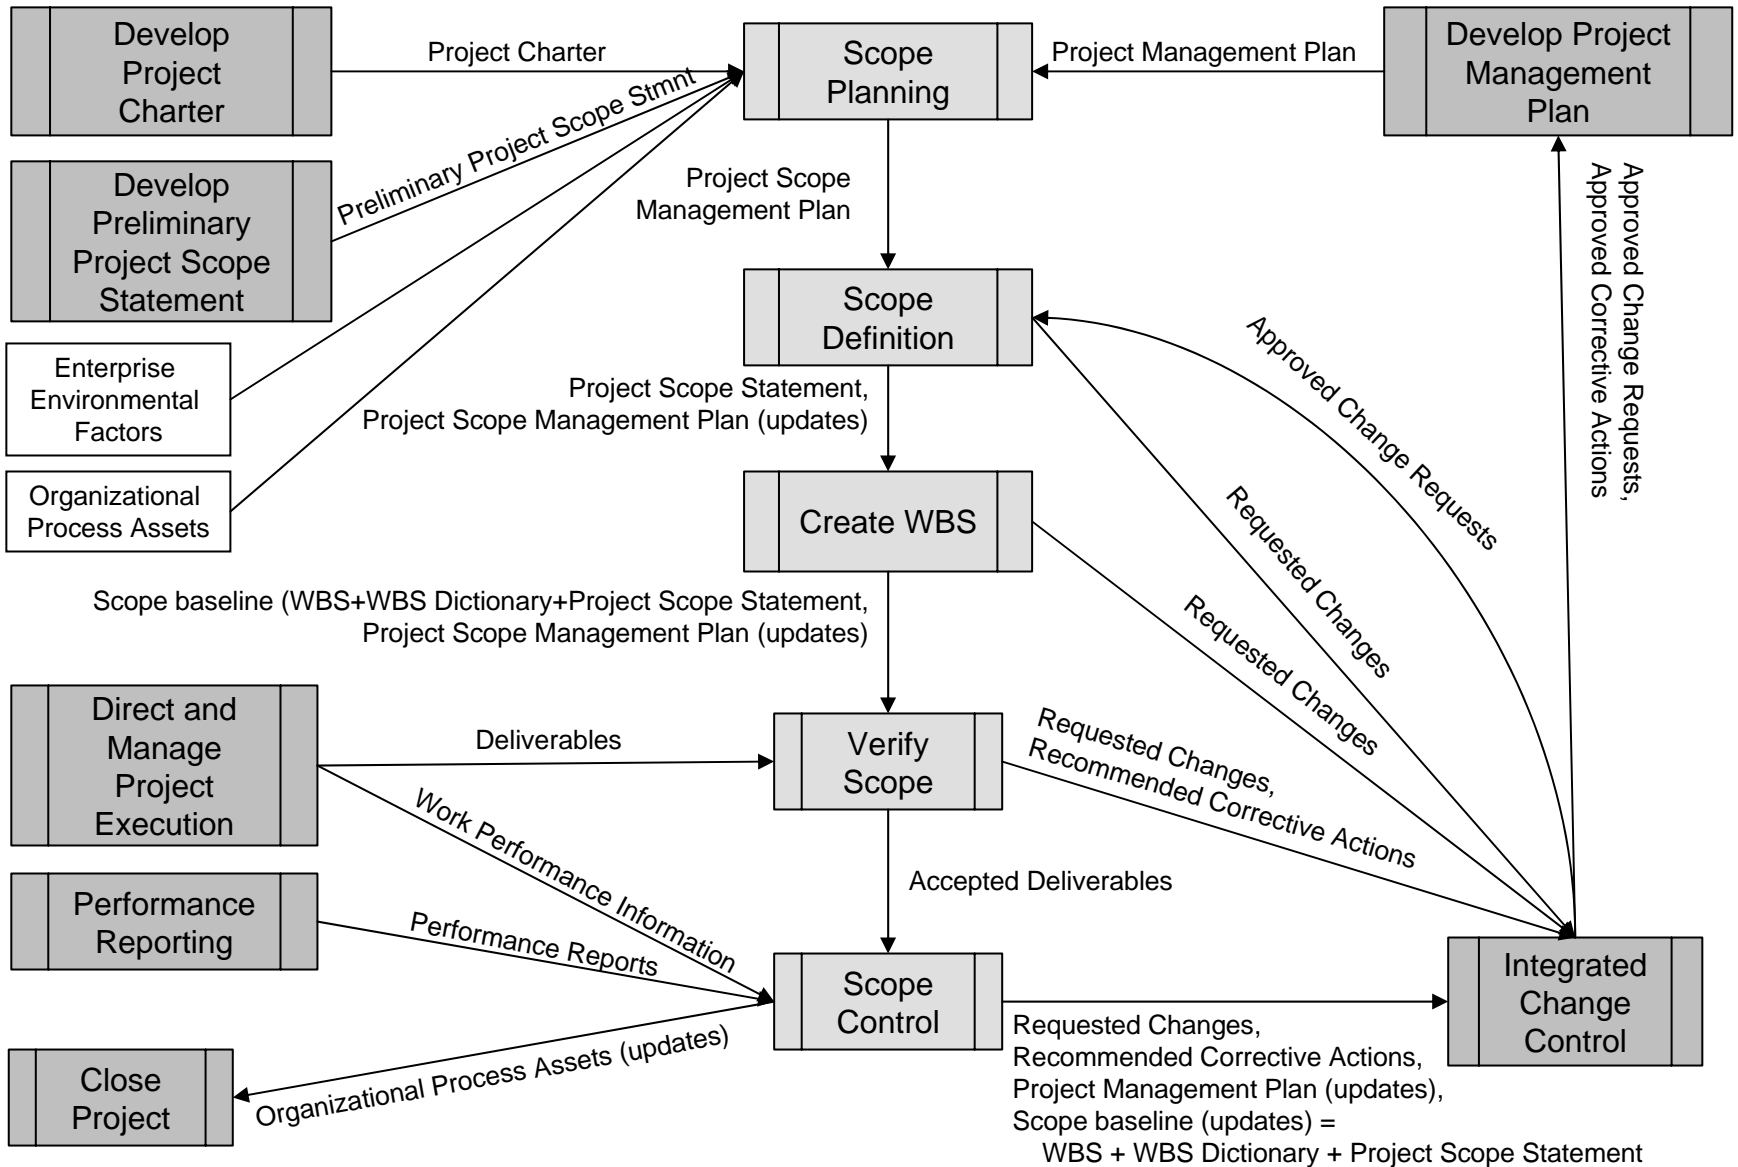 Develop
Project
Charter
Project Charter
Scope
Planning
Project Management Plan
Develop Project
Management
Plan
Preliminary Project Scope Stmnt
Develop
Preliminary
Project Scope
Statement
Project Scope
Management Plan
Approved Change Requests,
Approved Corrective Actions
Scope
Definition
Enterprise
Environmental
Factors
Project Scope Statement,
Project Scope Management Plan (updates)
Approved Change Requests
Organizational
Process Assets
Create WBS
Requested Changes
Scope baseline (WBS+WBS Dictionary+Project Scope Statement,
Project Scope Management Plan (updates)
Requested Changes
Direct and
Manage
Project
Execution
Deliverables
Verify
Scope
Requested Changes,
Recommended Corrective Actions
Work Performance Information
Accepted Deliverables
Performance
Reporting
Performance Reports
Scope
Control
Integrated
Change
Control
Close
Project
Organizational Process Assets (updates)
Requested Changes,
Recommended Corrective Actions,
Project Management Plan (updates),
Scope baseline (updates) =
WBS + WBS Dictionary + Project Scope Statement